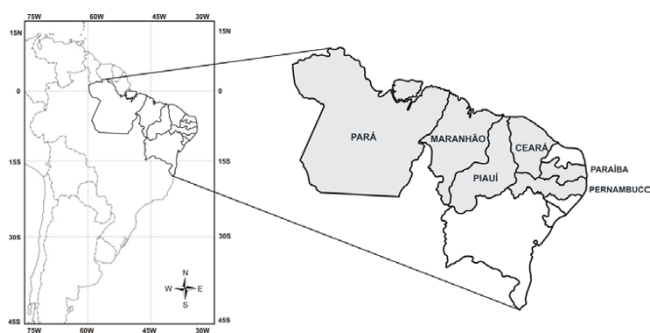 75W 60W 45W 30W
15N 15N
0 0
15S 15S
30S 30S
45S 45S
75W 60W 45W 30W
N
W E
S
PARÁ
MARANHÃO
CEARÁ
PIAUÍ
PARAÍBA
PERNAMBUCO